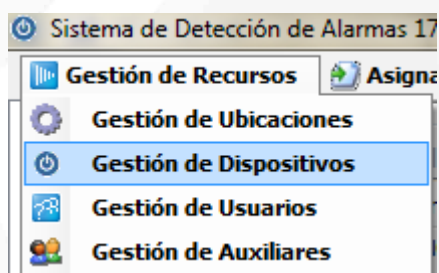 Sistema de Detección de Alarmas 17
Gestión de Recursos Asigna
Gestión de Ubicaciones
Gestión de Dispositivos
Gestión de Usuarios
Gestión de Auxiliares